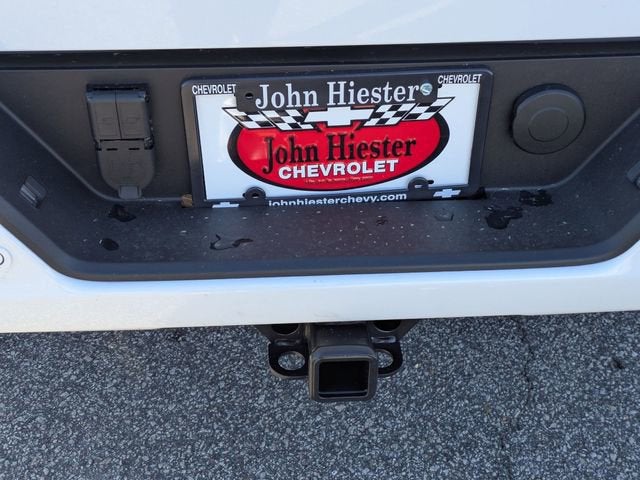 CHEVROLET CHEVROLET
John Hiester
John Hiester
CHEVROLET
johnhiesterchevy.com